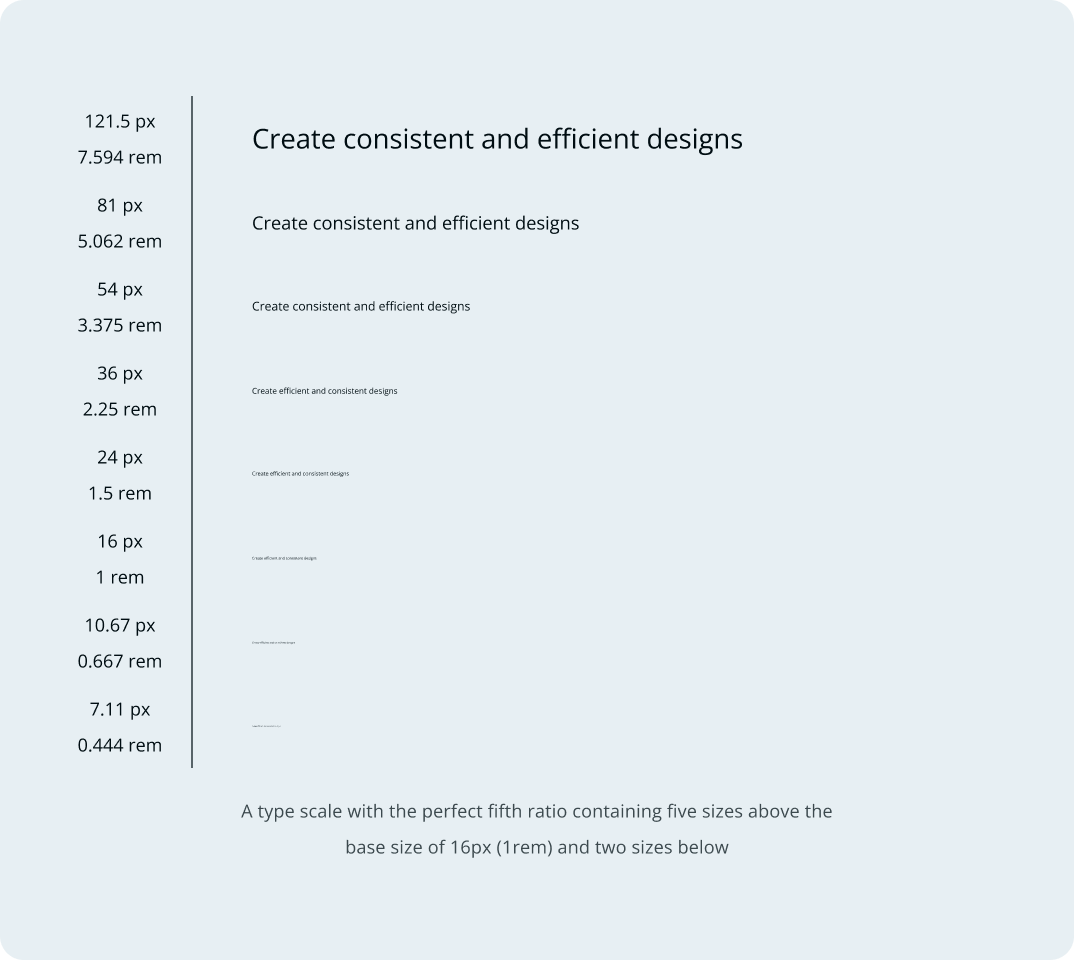 121.5 px
7.594 rem
Create consistent and efficient designs
81 px
5.062 rem
Create consistent and efficient designs
54 px
3.375 rem
Create consistent and efficient designs
36 px
2.25 rem
Create efficient and consistent designs
24 px
1.5 rem
Create efficient and consistent designs
16 px
1 rem
Create efficient and consistent designs
10.67 px
0.667 rem
7.11 px
0.444 rem
A type scale with the perfect fifth ratio containing five sizes above the
base size of 16px (1rem) and two sizes below